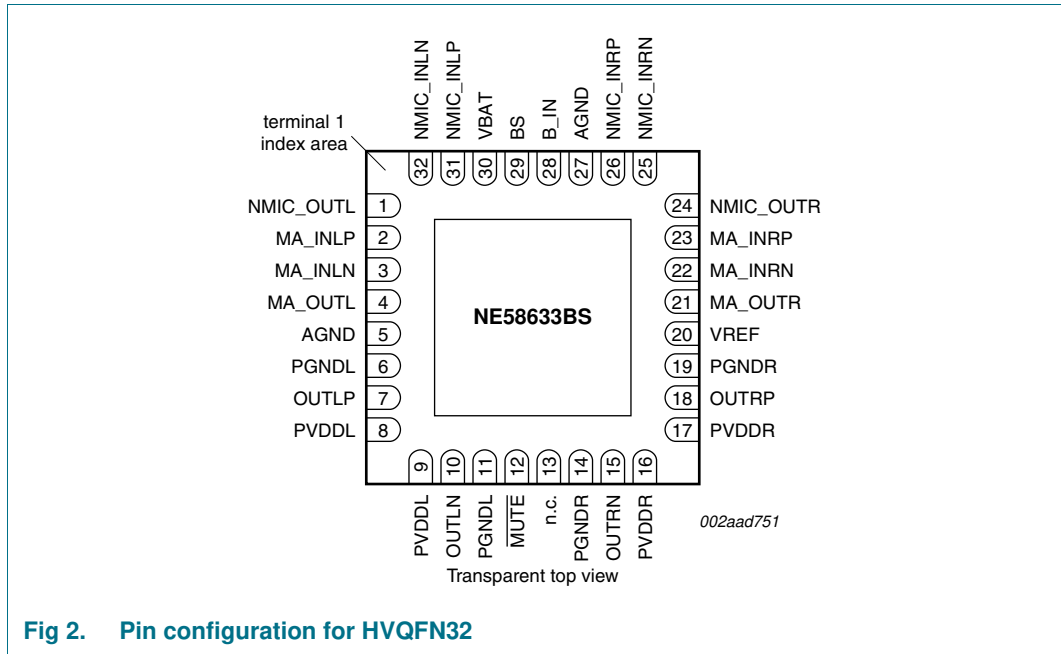 NMIC_INLN
NMIC_INLP
VBAT
BS
B_IN
AGND
NMIC_INRP
NMIC_INRN
terminal 1
index area
32
31
30
29
28
27
26
25
NMIC_OUTL 1
24 NMIC_OUTR
MA_INLP 2
23 MA_INRP
MA_INLN 3
22 MA_INRN
MA_OUTL 4
21 MA_OUTR
NE58633BS
AGND 5
20 VREF
PGNDL 6
19 PGNDR
OUTLP 7
18 OUTRP
PVDDL 8
17 PVDDR
9
10
11
12
13
14
15
16
PVDDL
OUTLN
PGNDL
MUTE
n.c.
PGNDR
OUTRN
PVDDR
002aad751
Transparent top view
Fig 2. Pin configuration for HVQFN32